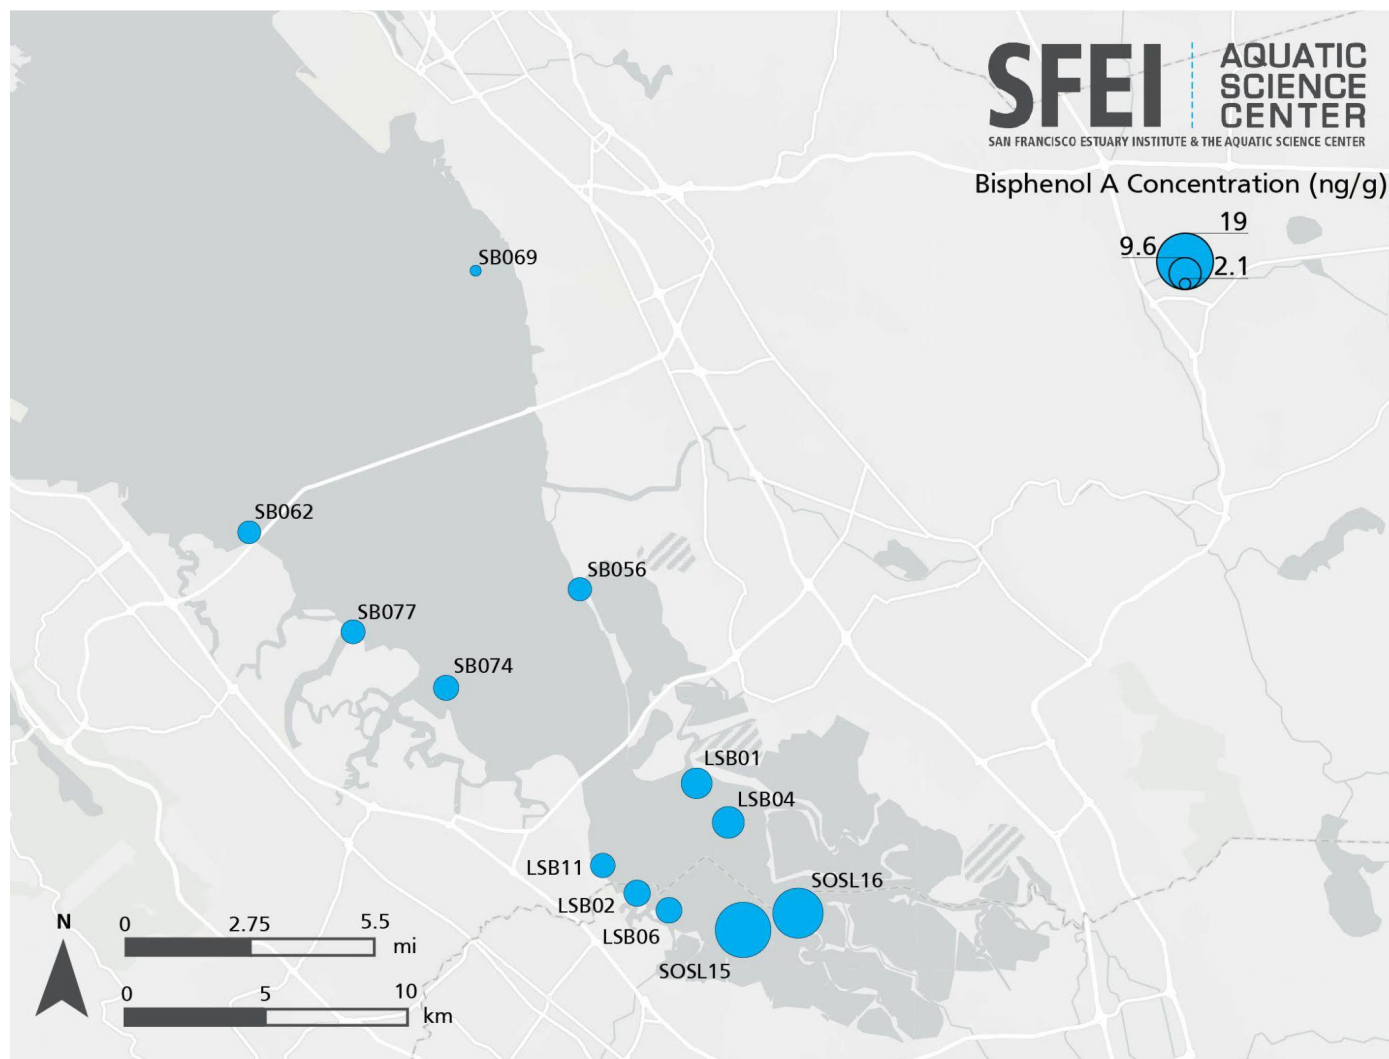 SFEI
AQUATIC
SCIENCE
CENTER
SAN FRANCISCO ESTUARY INSTITUTE & THE AQUATIC SCIENCE CENTER
Bisphenol A Concentration (ng/g)
19
9.6
2.1
SB069
SB062
SB056
SB077
SB074
LSB01
LSB04
LSB11
SOSL16
LSB02
LSB06
SOSL15
N
0 2.75 5.5
mi
0 5 10
km